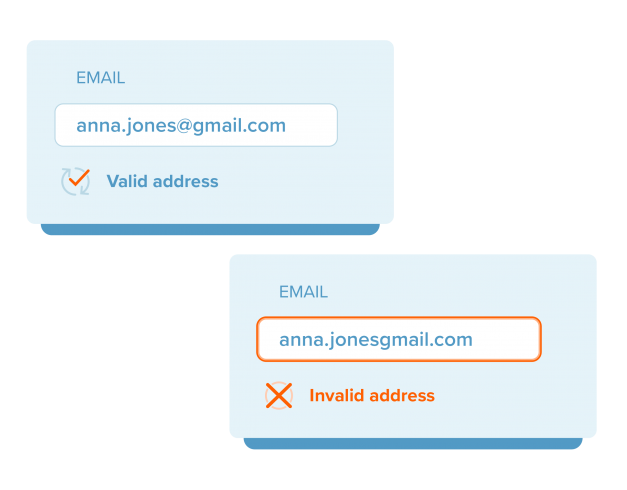 EMAIL
anna.jones@gmail.com
Valid address
EMAIL
anna.jonesgmail.com
Invalid address